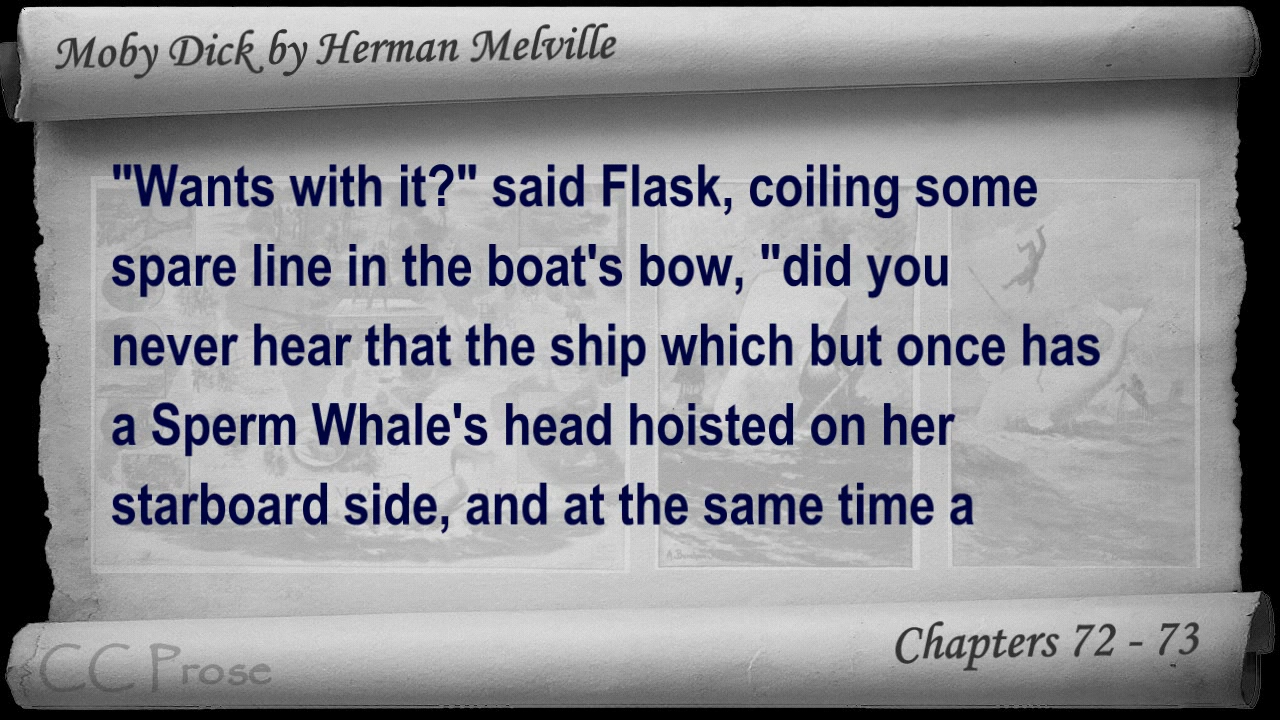 Moby Dick by Herman Melville
"Wants with it?" said Flask, coiling some
spare line in the boat's bow, "did you
never hear that the ship which but once has
a Sperm Whale's head hoisted on her
starboard side, and at the same time a
Chapters 72 - 73
CC Prose